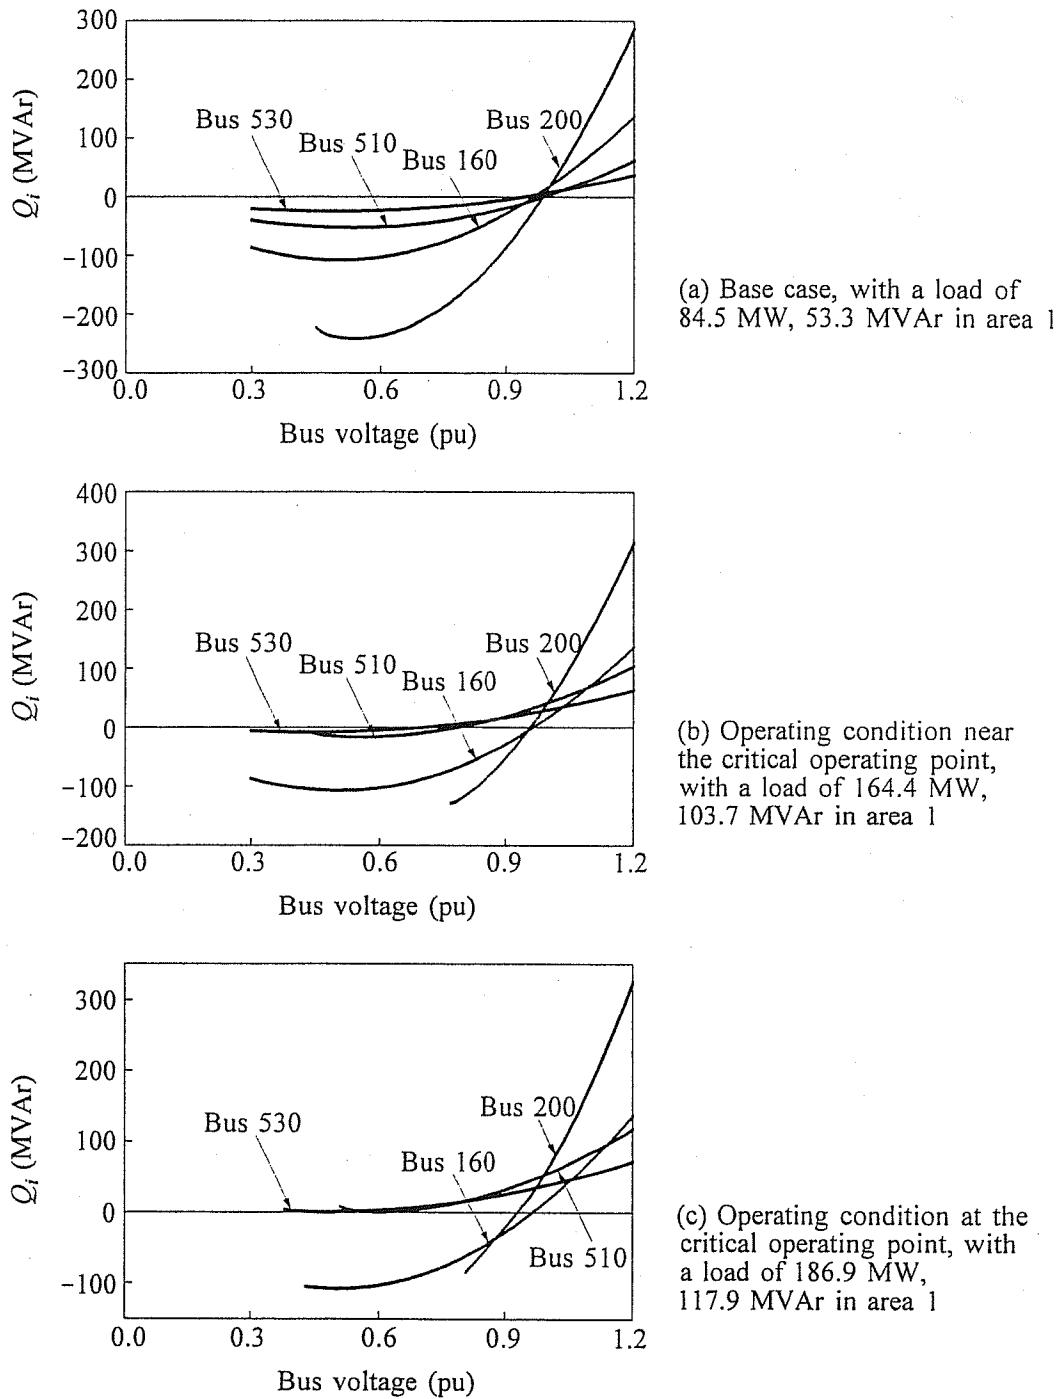 300
200
100
0
−100
−200
−300
Q_i (MVAr)
Bus 530
Bus 510
Bus 160
Bus 200
0.0 0.3 0.6 0.9 1.2
Bus voltage (pu)
(a) Base case, with a load of
84.5 MW, 53.3 MVAr in area 1
400
300
200
100
0
−100
−200
Q_i (MVAr)
Bus 530
Bus 510
Bus 160
Bus 200
0.0 0.3 0.6 0.9 1.2
Bus voltage (pu)
(b) Operating condition near
the critical operating point,
with a load of 164.4 MW,
103.7 MVAr in area 1
300
200
100
0
−100
Q_i (MVAr)
Bus 530
Bus 160
Bus 200
Bus 510
0.0 0.3 0.6 0.9 1.2
Bus voltage (pu)
(c) Operating condition at the
critical operating point, with
a load of 186.9 MW,
117.9 MVAr in area 1